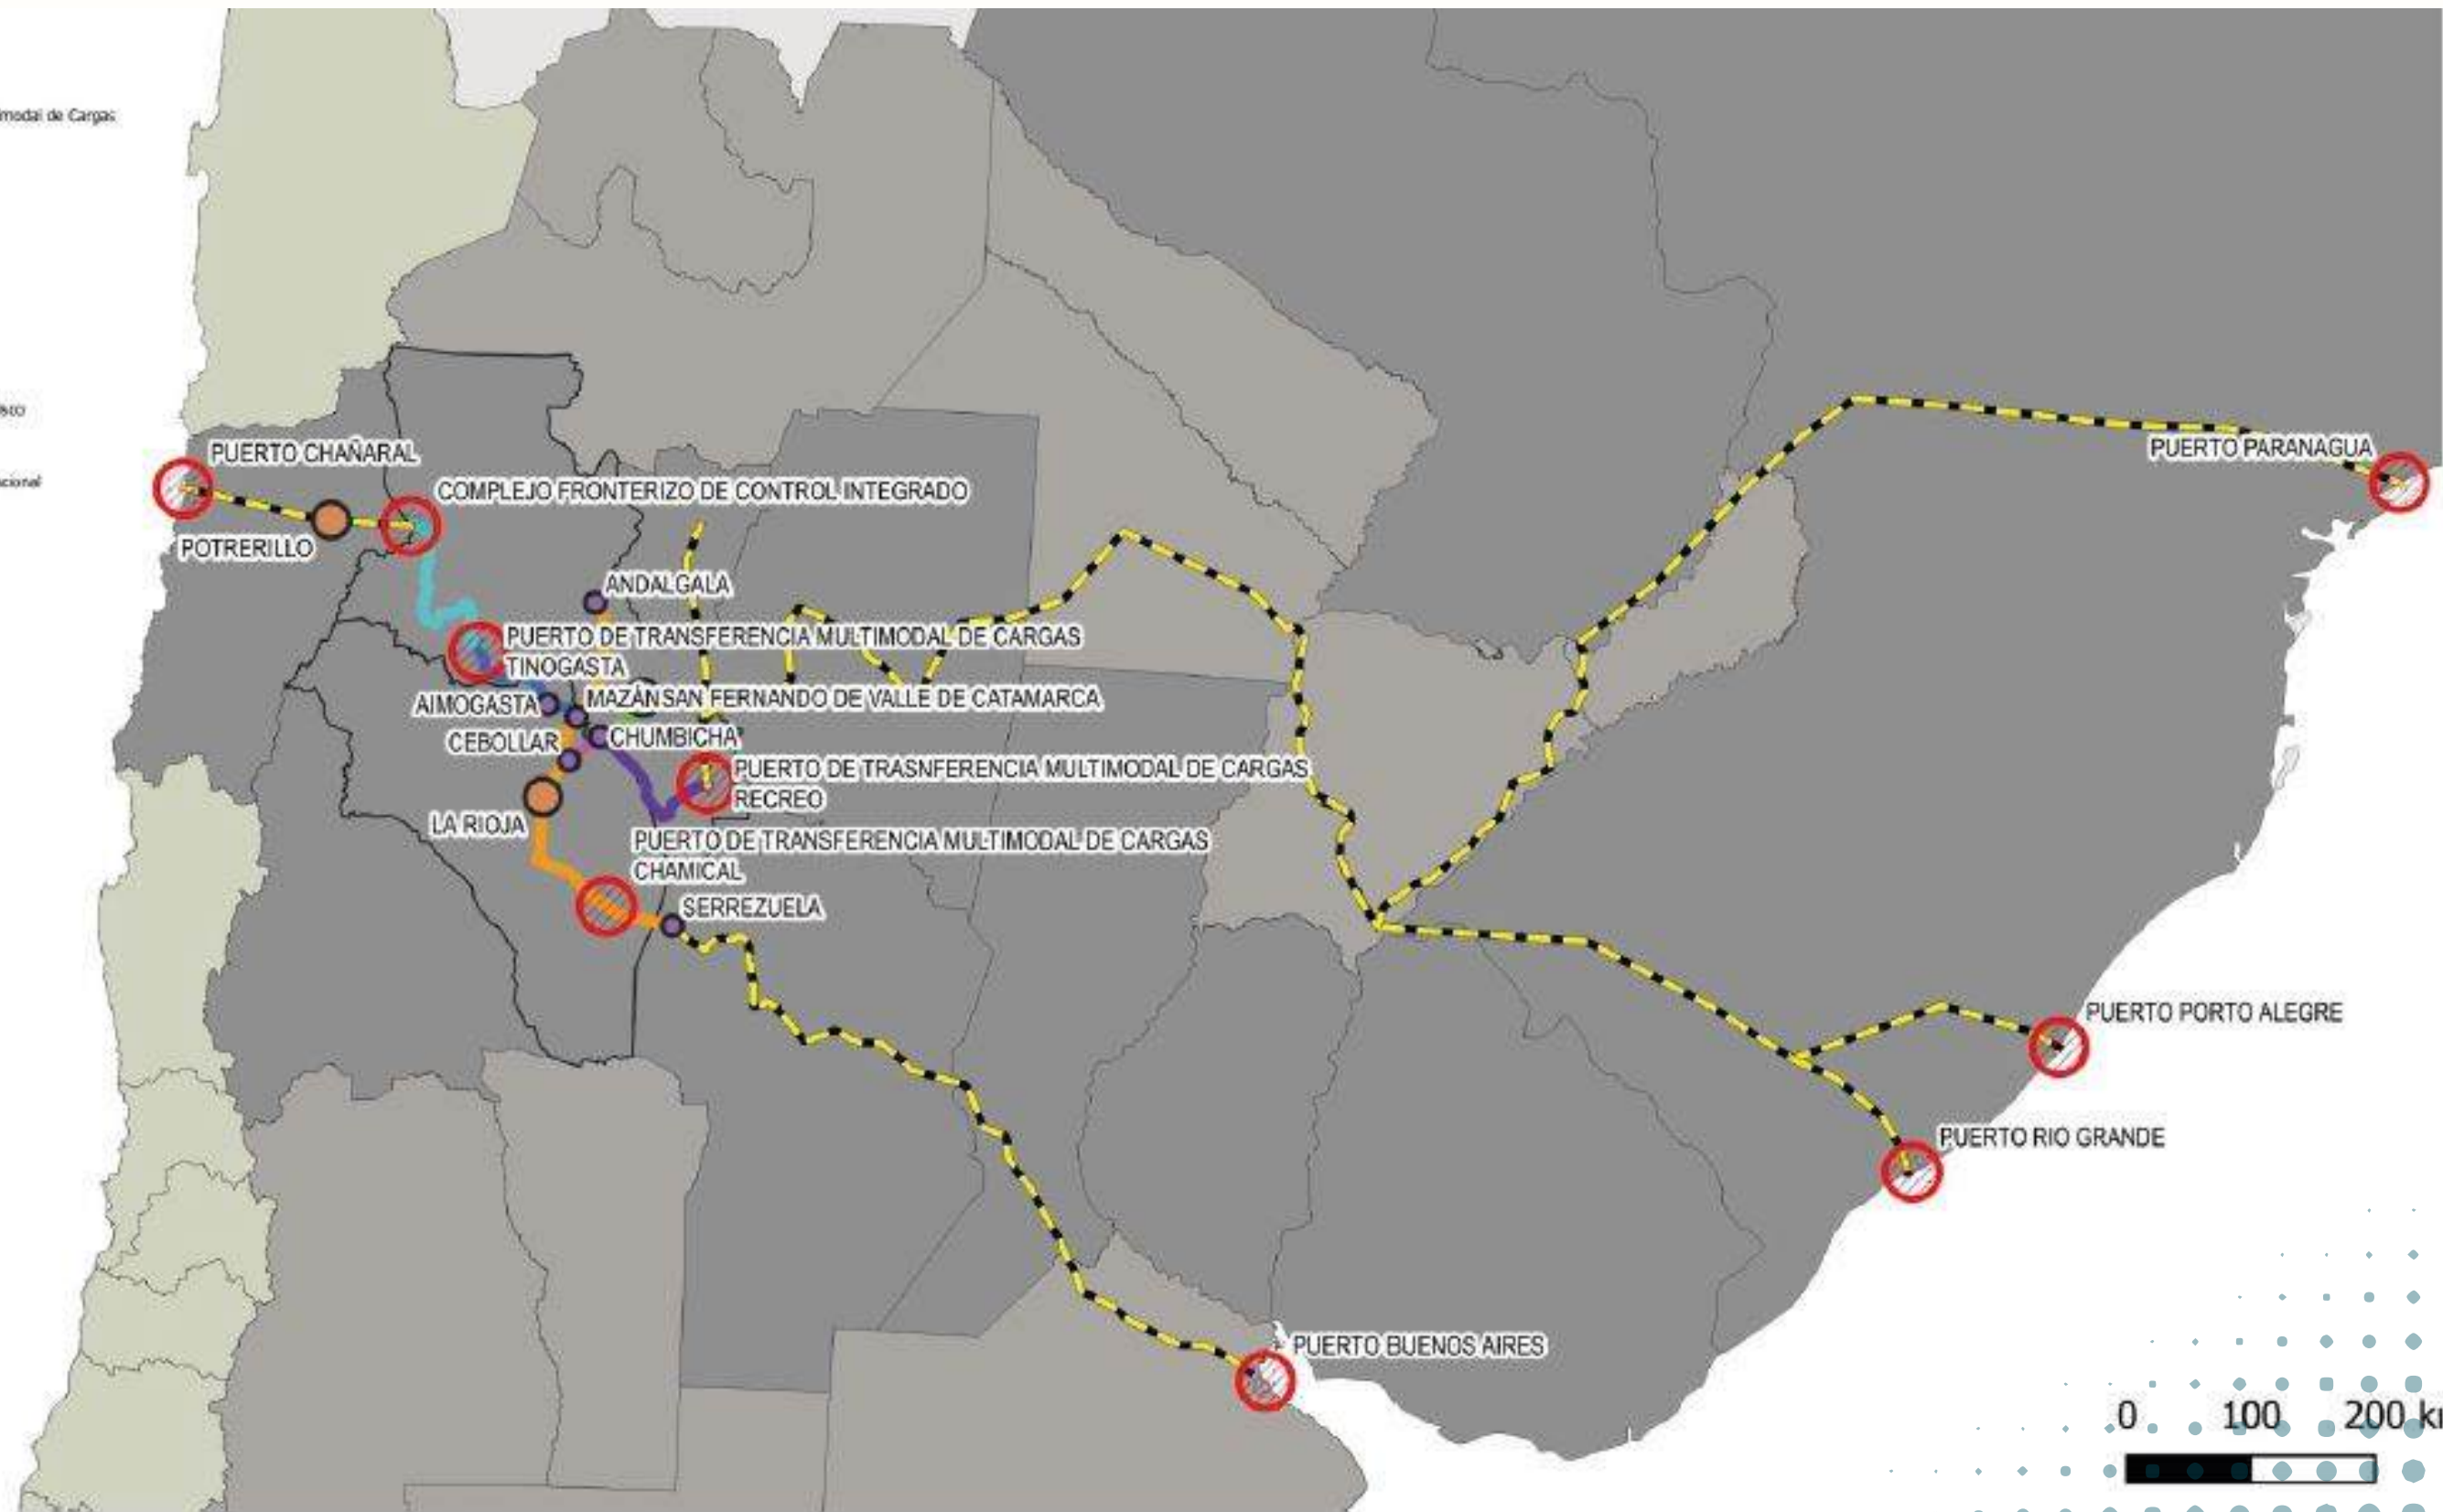 modal de Cargas
cional
PUERTO CHAÑARAL
COMPLEJO FRONTERIZO DE CONTROL INTEGRADO
POTRERILLO
PUERTO PARANAGUA
ANDALGALA
PUERTO DE TRANSFERENCIA MULTIMODAL DE CARGAS
TINOGASTA
AIMOGASTA
MAZÁN
SAN FERNANDO DE VALLE DE CATAMARCA
CEBOLLAR
CHUMBICHA
PUERTO DE TRASNFERENCIA MULTIMODAL DE CARGAS
RECREO
LA RIOJA
PUERTO DE TRANSFERENCIA MULTIMODAL DE CARGAS
CHAMICAL
SERREZUELA
PUERTO PORTO ALEGRE
PUERTO RIO GRANDE
PUERTO BUENOS AIRES
0 100 200 k